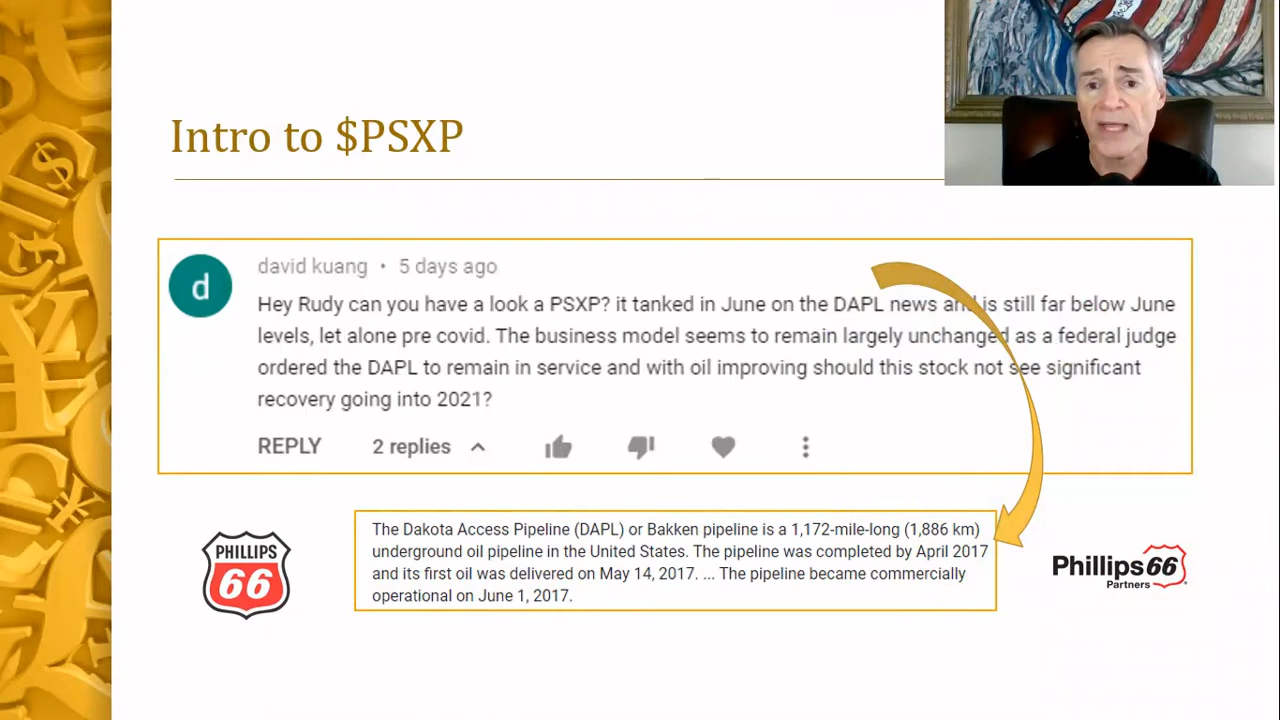 Intro to $PSXP
d
david kuang • 5 days ago
Hey Rudy can you have a look a PSXP? it tanked in June on the DAPL news and is still far below June
levels, let alone pre covid. The business model seems to remain largely unchanged as a federal judge
ordered the DAPL to remain in service and with oil improving should this stock not see significant
recovery going into 2021?
REPLY 2 replies
PHILLIPS
66
The Dakota Access Pipeline (DAPL) or Bakken pipeline is a 1,172-mile-long (1,886 km)
underground oil pipeline in the United States. The pipeline was completed by April 2017
and its first oil was delivered on May 14, 2017. ... The pipeline became commercially
operational on June 1, 2017.
Phillips 66
Partners